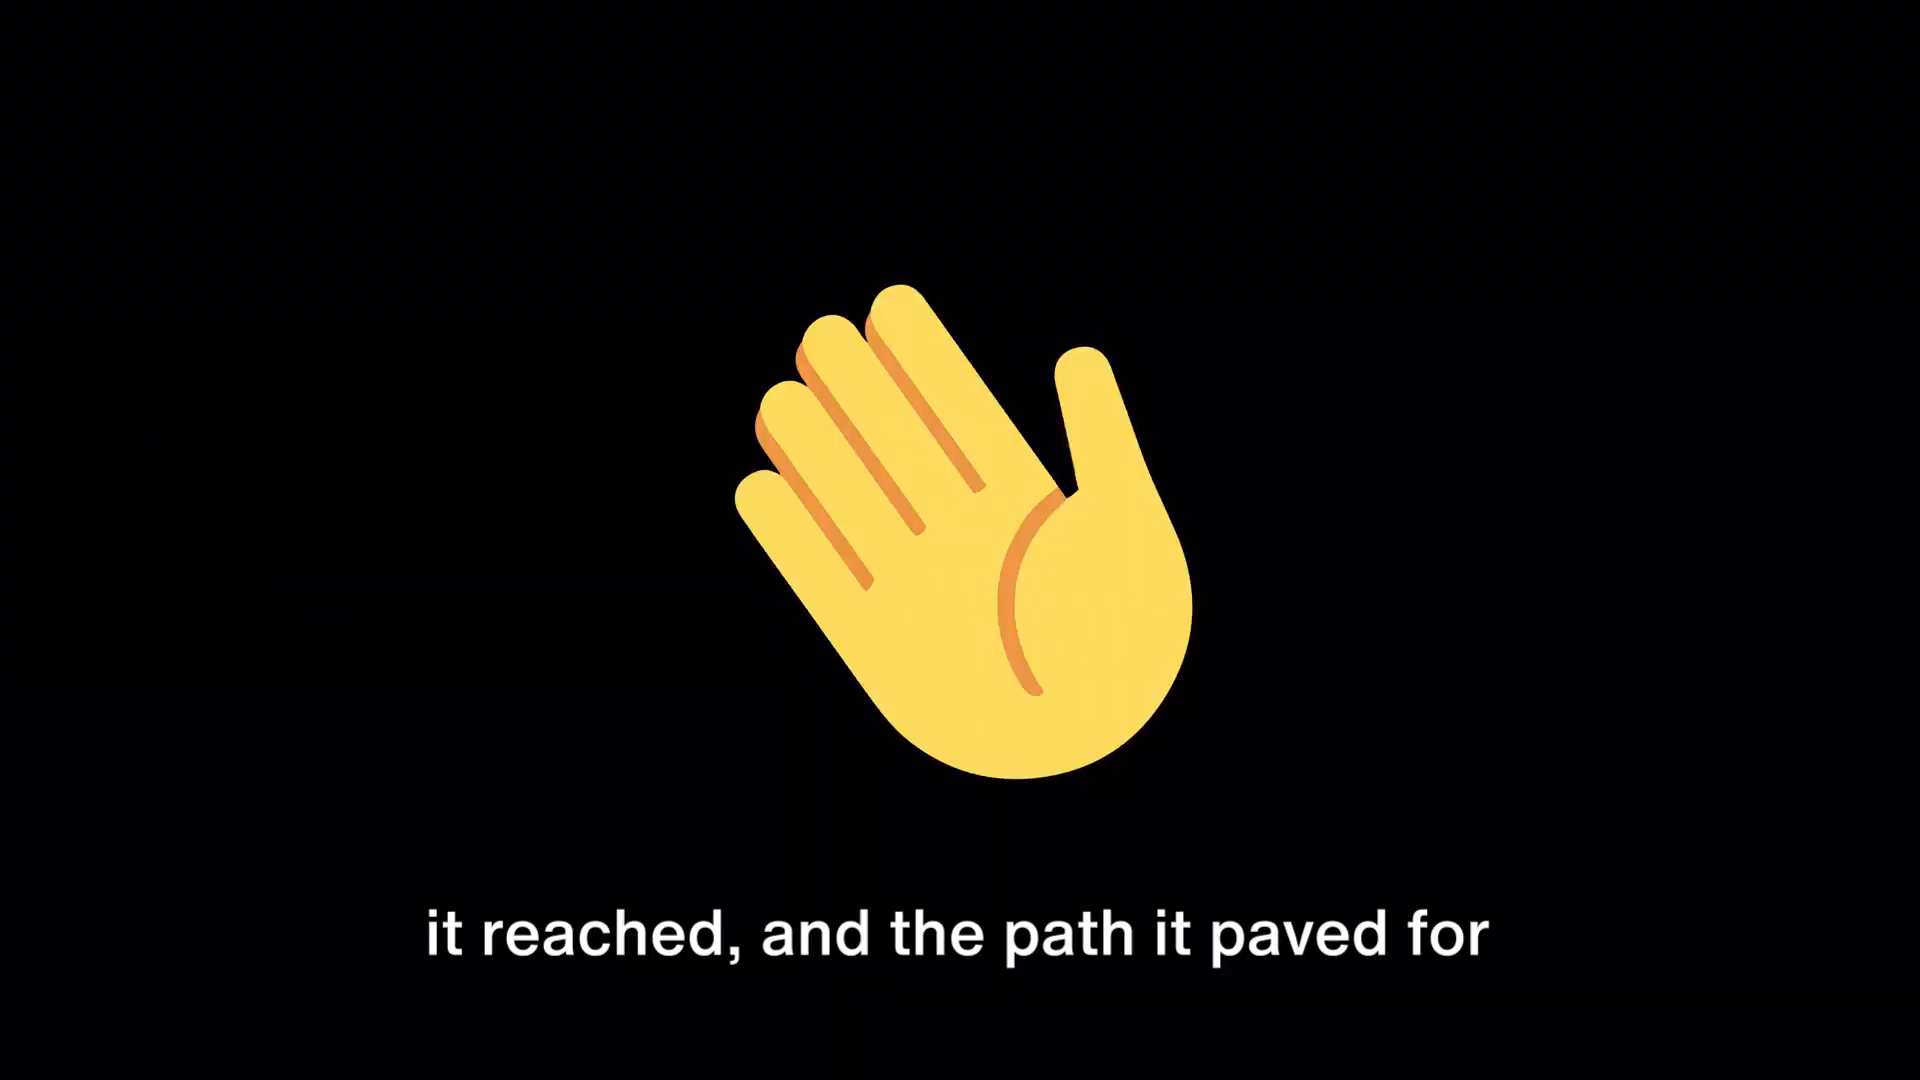 it reached, and the path it paved for